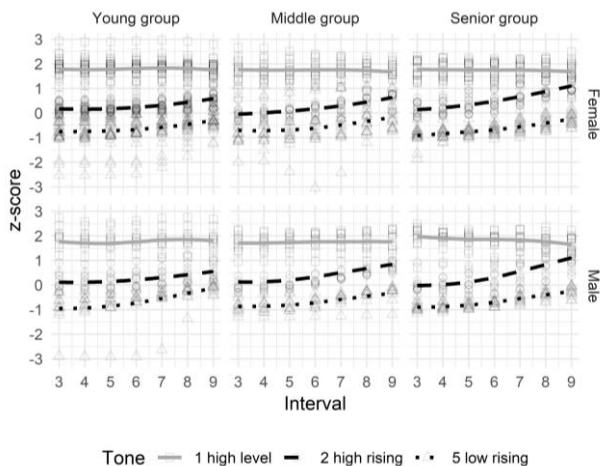 Young group Middle group Senior group
3
2
1
0
-1
-2
-3
Female
z-score
3
2
1
0
-1
-2
-3
Male
3 4 5 6 7 8 9 3 4 5 6 7 8 9 3 4 5 6 7 8 9
Interval
Tone 1 high level 2 high rising 5 low rising